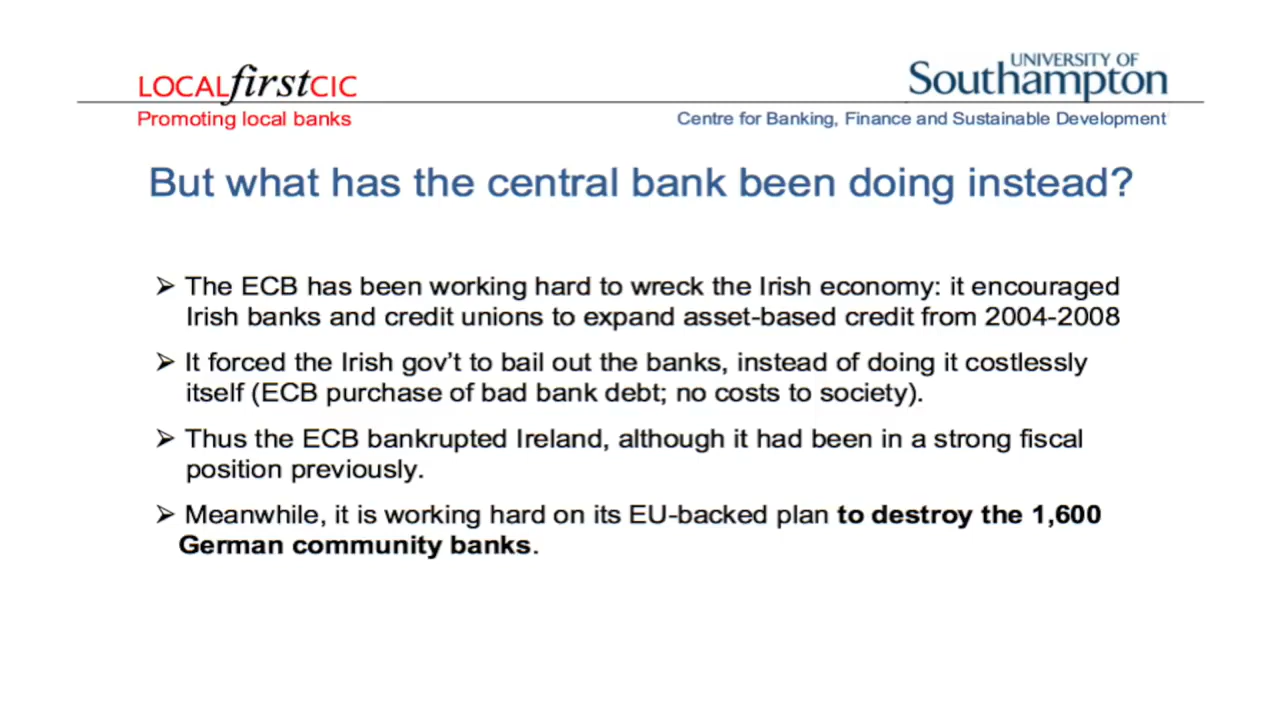 LOCALfirstCIC
Promoting local banks
UNIVERSITY OF
Southampton
Centre for Banking, Finance and Sustainable Development
But what has the central bank been doing instead?
➢ The ECB has been working hard to wreck the Irish economy: it encouraged
Irish banks and credit unions to expand asset-based credit from 2004-2008
➢ It forced the Irish gov't to bail out the banks, instead of doing it costlessly
itself (ECB purchase of bad bank debt; no costs to society).
➢ Thus the ECB bankrupted Ireland, although it had been in a strong fiscal
position previously.
➢ Meanwhile, it is working hard on its EU-backed plan to destroy the 1,600
German community banks.